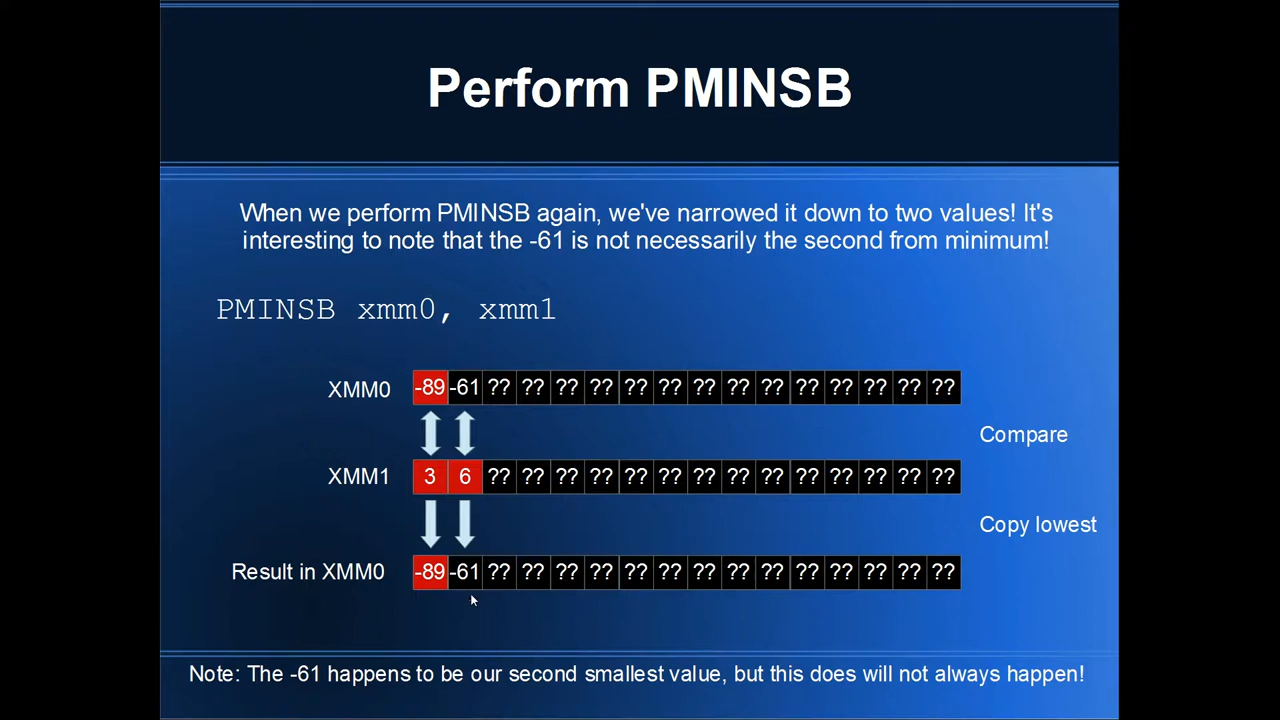 Perform PMINSB
When we perform PMINSB again, we've narrowed it down to two values! It's
interesting to note that the -61 is not necessarily the second from minimum!
PMINSB xmm0, xmm1
XMM0 -89 -61 ?? ?? ?? ?? ?? ?? ?? ?? ?? ?? ?? ?? ?? ??
Compare
XMM1 3 6 ?? ?? ?? ?? ?? ?? ?? ?? ?? ?? ?? ?? ?? ??
Copy lowest
Result in XMM0 -89 -61 ?? ?? ?? ?? ?? ?? ?? ?? ?? ?? ?? ?? ?? ??
Note: The -61 happens to be our second smallest value, but this does will not always happen!